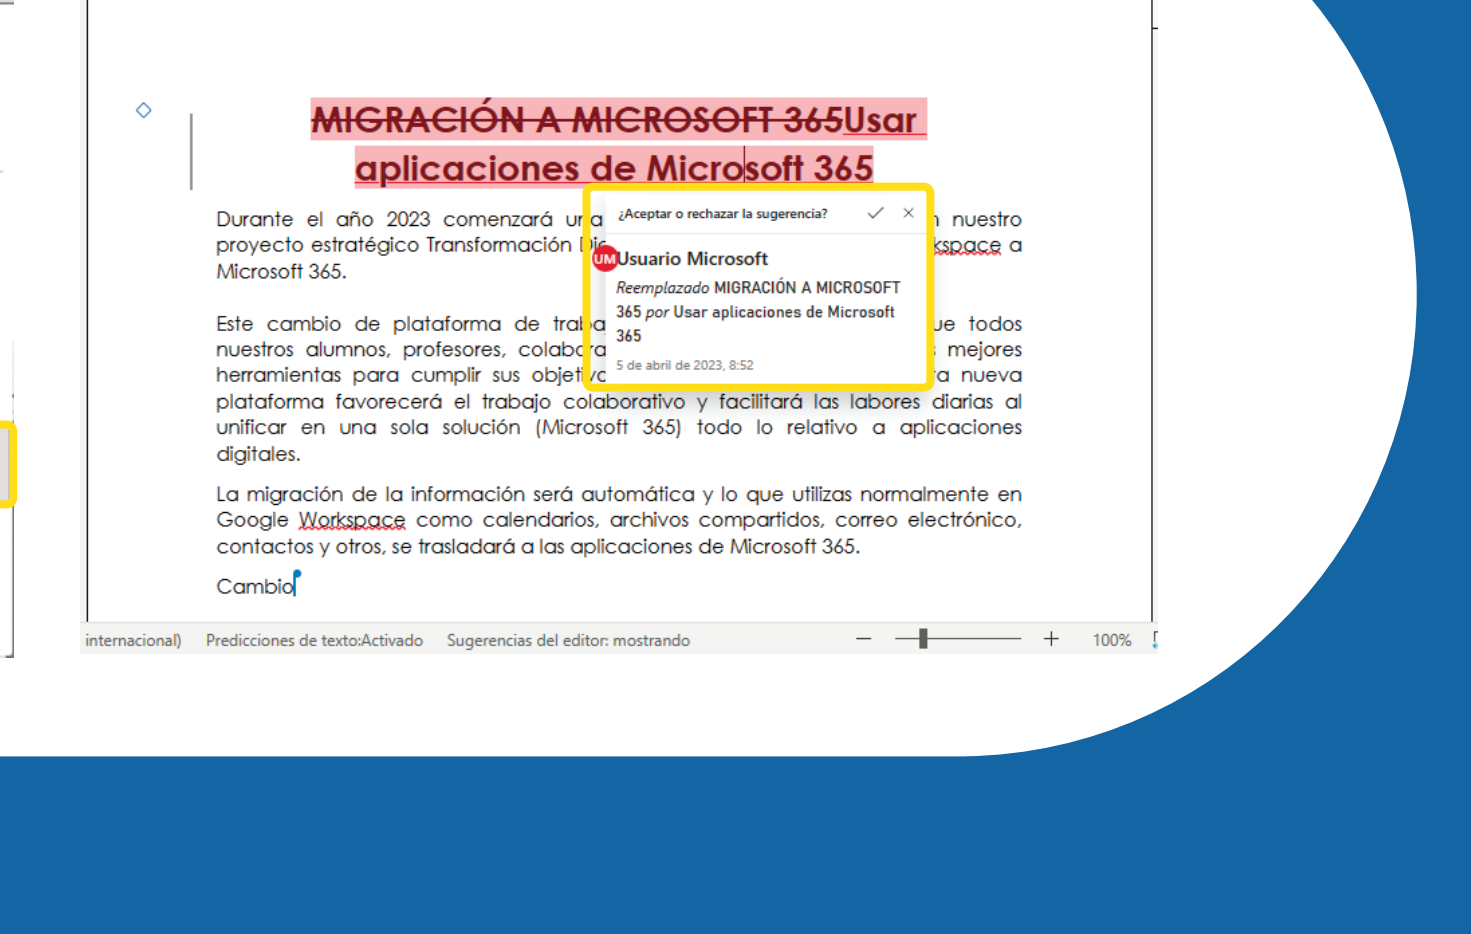 MIGRACIÓN A MICROSOFT 365Usar
aplicaciones de Microsoft 365
Durante el año 2023 comenzará una nuestro
proyecto estratégico Transformación a
Microsoft 365.
¿Aceptar o rechazar la sugerencia?
UM Usuario Microsoft
Reemplazado MIGRACIÓN A MICROSOFT
365 por Usar aplicaciones de Microsoft
365
5 de abril de 2023, 8:52
Este cambio de plataforma de todos
nuestros alumnos, profesores, mejores
herramientas para cumplir sus nueva
plataforma favorecerá el trabajo colaborativo y facilitará las labores diarias al
unificar en una sola solución (Microsoft 365) todo lo relativo a aplicaciones
digitales.
La migración de la información será automática y lo que utilizas normalmente en
Google Workspace como calendarios, archivos compartidos, correo electrónico,
contactos y otros, se trasladará a las aplicaciones de Microsoft 365.
Cambio
internacional) Predicciones de texto:Activado Sugerencias del editor: mostrando 100%